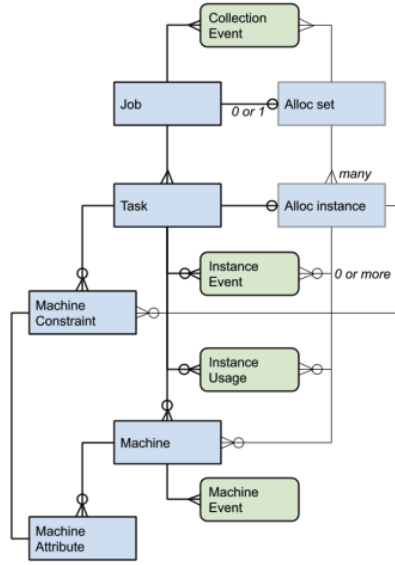 Collection
Event
Job
0 or 1
Alloc set
many
Task
Alloc instance
Instance
Event
0 or more
Machine
Constraint
Instance
Usage
Machine
Machine
Event
Machine
Attribute